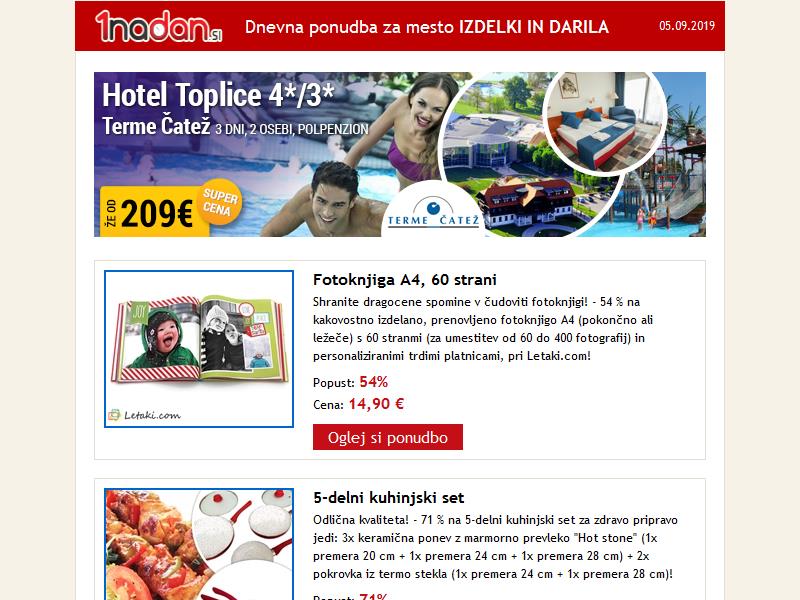 1nadan.si
Dnevna ponudba za mesto IZDELKI IN DARILA
05.09.2019
Hotel Toplice 4*/3*
Terme Čatež 3 DNI, 2 OSEBI, POLPENZION
ŽE OD 209€
SUPER CENA
TERME ČATEŽ
Fotoknjiga A4, 60 strani
Shranite dragocene spomine v čudoviti fotoknjigi! - 54 % na
kakovostno izdelano, prenovljeno fotoknjigo A4 (pokončno ali
ležeče) s 60 stranmi (za umestitev od 60 do 400 fotografij) in
personaliziranimi trdimi platnicami, pri Letaki.com!
JOY
Letaki.com
Popust: 54%
Cena: 14,90 €
Oglej si ponudbo
5-delni kuhinjski set
Odlična kvaliteta! - 71 % na 5-delni kuhinjski set za zdravo pripravo
jedi: 3x keramična ponev z marmorno prevleko "Hot stone" (1x
premera 20 cm + 1x premera 24 cm + 1x premera 28 cm) + 2x
pokrovka iz termo stekla (1x premera 24 cm + 1x premera 28 cm)!
Popust: 71%